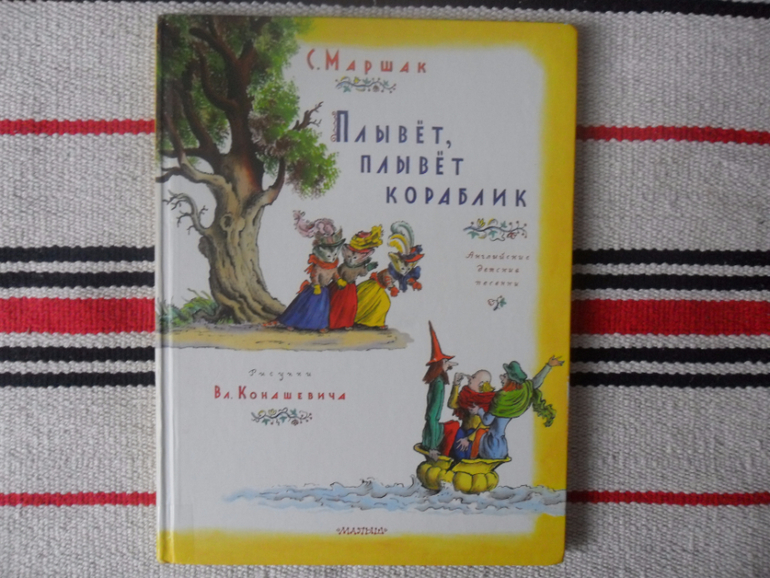 С. Маршак
Плывёт,
плывёт
кораблик
Английские
детские
песенки
Рисунки
Вл. Конашевича
«МАЛЫШ»